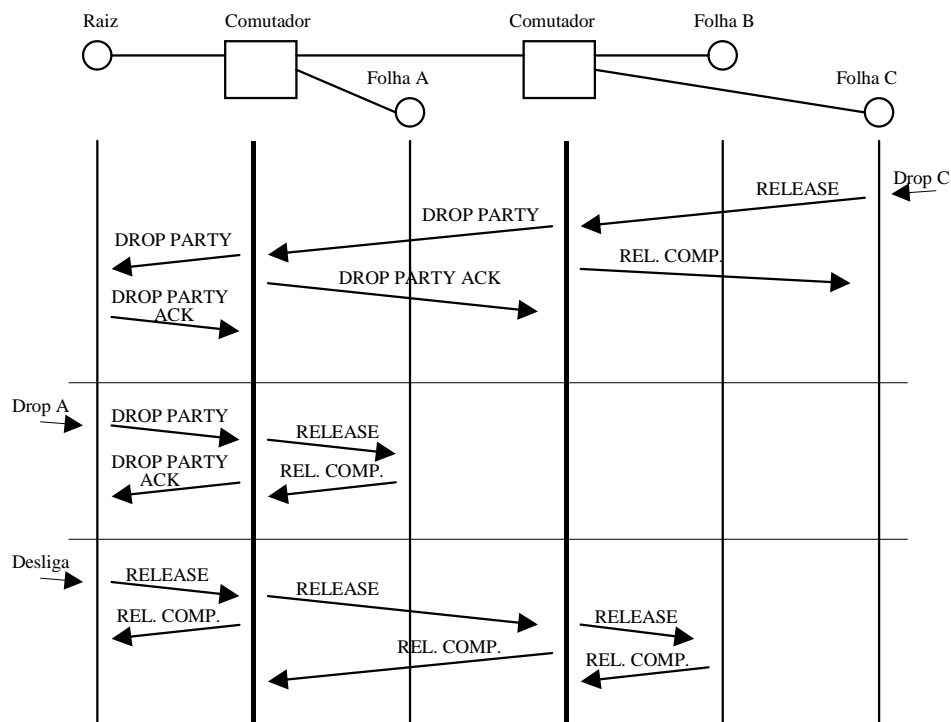 Raiz
Comutador
Comutador
Folha B
Folha A
Folha C
Drop C
RELEASE
DROP PARTY
DROP PARTY
REL. COMP.
DROP PARTY ACK
DROP PARTY
ACK
Drop A
DROP PARTY
RELEASE
DROP PARTY
ACK
REL. COMP.
Desliga
RELEASE
RELEASE
RELEASE
REL. COMP.
REL. COMP.
REL. COMP.